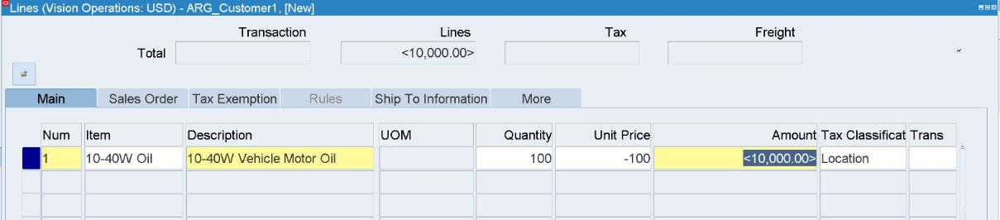 Lines (Vision Operations: USD) - ARG_Customer1, [New]
Transaction Lines Tax Freight
Total <10,000.00>
Main Sales Order Tax Exemption Rules Ship To Information More
Num Item Description UOM Quantity Unit Price Amount Tax Classificat Trans
1 10-40W Oil 10-40W Vehicle Motor Oil 100 -100 <10,000.00> Location